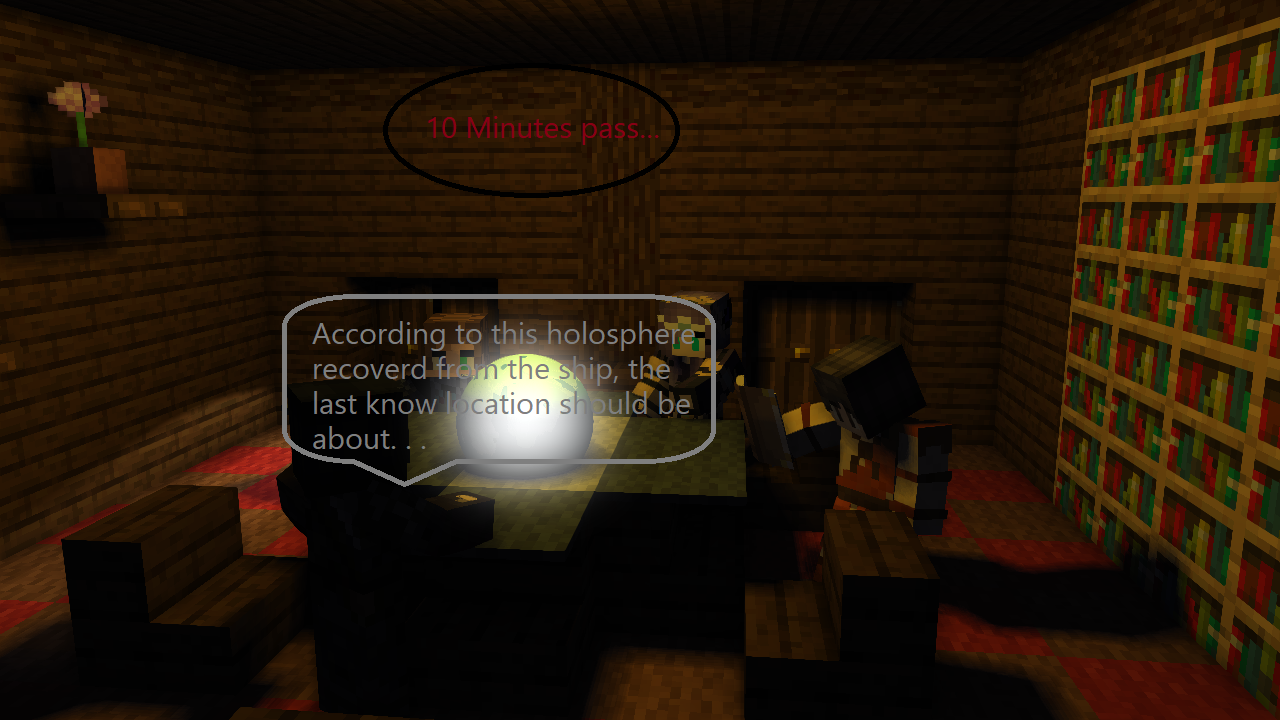 10 Minutes pass...
According to this holosphere
recoverd from the ship, the
last know location should be
about. . .